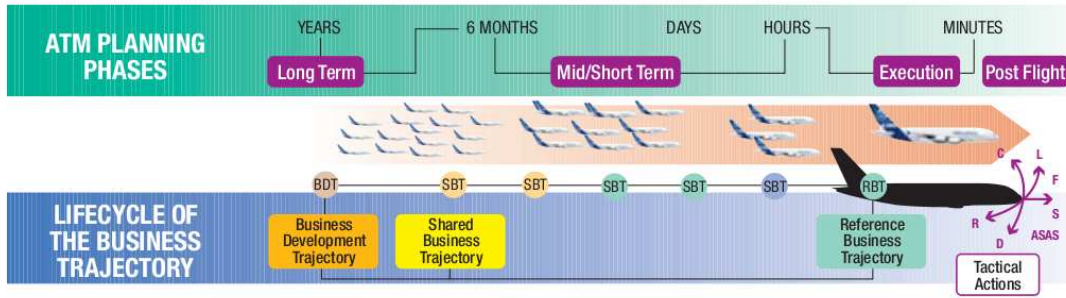 ATM PLANNING
PHASES
YEARS
6 MONTHS
DAYS
HOURS
MINUTES
Long Term
Mid/Short Term
Execution
Post Flight
BDT
SBT
SBT
SBT
SBT
SBT
RBT
C
L
F
S
ASAS
D
R
LIFECYCLE OF
THE BUSINESS
TRAJECTORY
Business
Development
Trajectory
Shared
Business
Trajectory
Reference
Business
Trajectory
Tactical
Actions